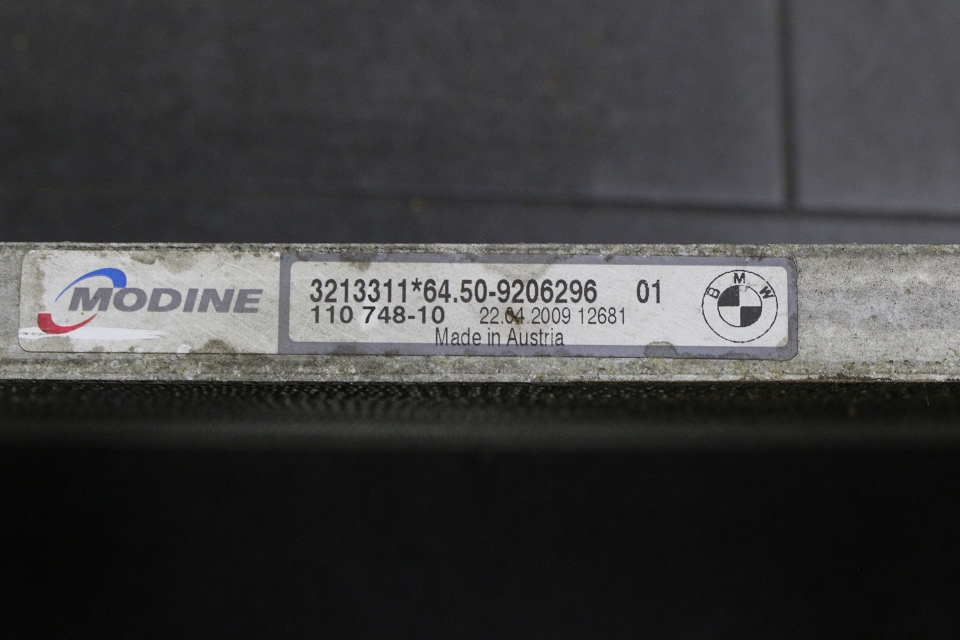 MODINE
3213311*64.50-9206296 01
110 748-10 22.04.2009 12681
Made in Austria
BMW